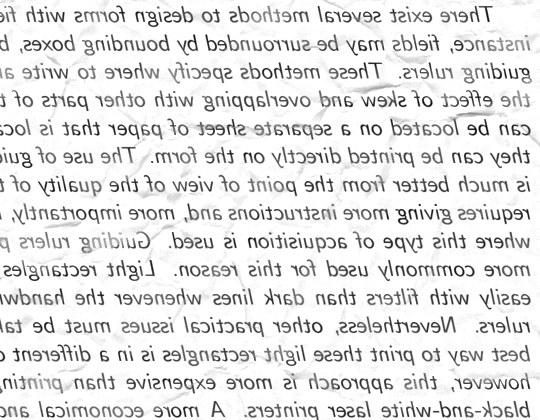 There exist several methods to design forms with fie
instance, fields may be surrounded by bounding boxes, b
guiding rulers. These methods specify where to write a
the effect of skew and overlapping with other parts of t
can be located on a separate sheet of paper that is loca
they can be printed directly on the form. The use of gui
is much better from the point of view of the quality of t
requires giving more instructions and, more importantly,
where this type of acquisition is used. Guiding rulers p
more commonly used for this reason. Light rectangles
easily with filters than dark lines whenever the handw
rulers. Nevertheless, other practical issues must be tak
best way to print these light rectangles is in a different
however, this approach is more expensive than printin
black-and-white laser printers. A more economical an